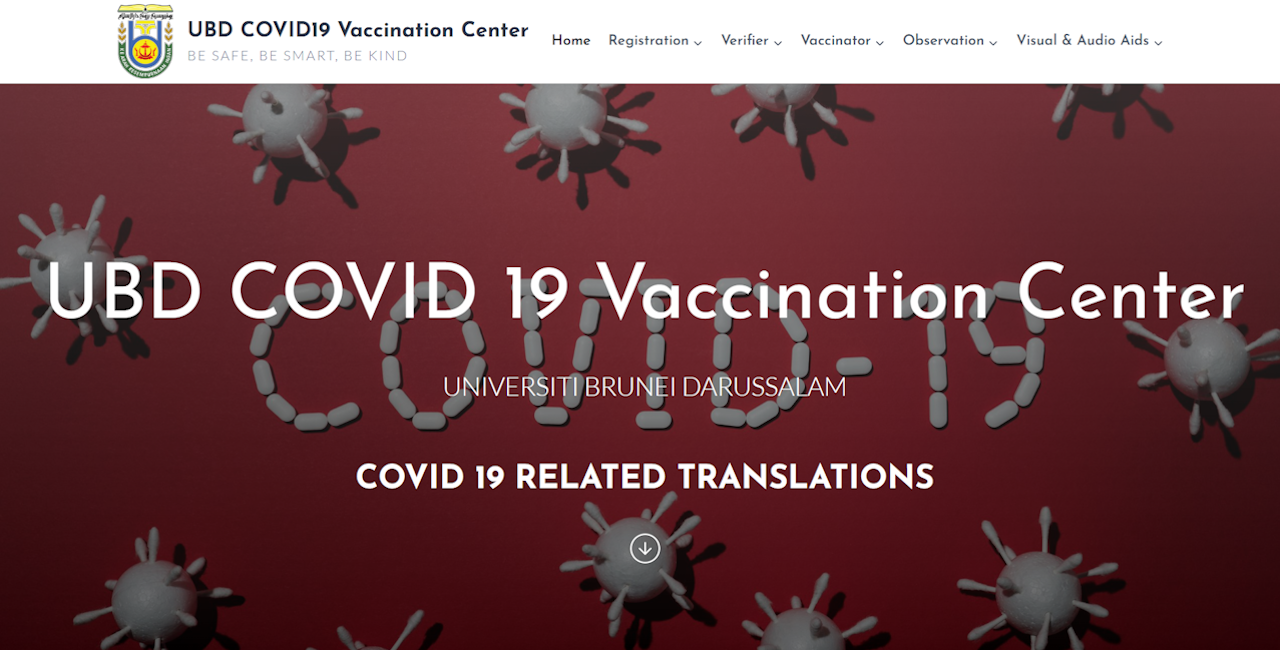 UBD COVID19 Vaccination Center
BE SAFE, BE SMART, BE KIND
Home Registration Verifier Vaccinator Observation Visual & Audio Aids
UBD COVID 19 Vaccination Center
COVID-19
UNIVERSITI BRUNEI DARUSSALAM
COVID 19 RELATED TRANSLATIONS